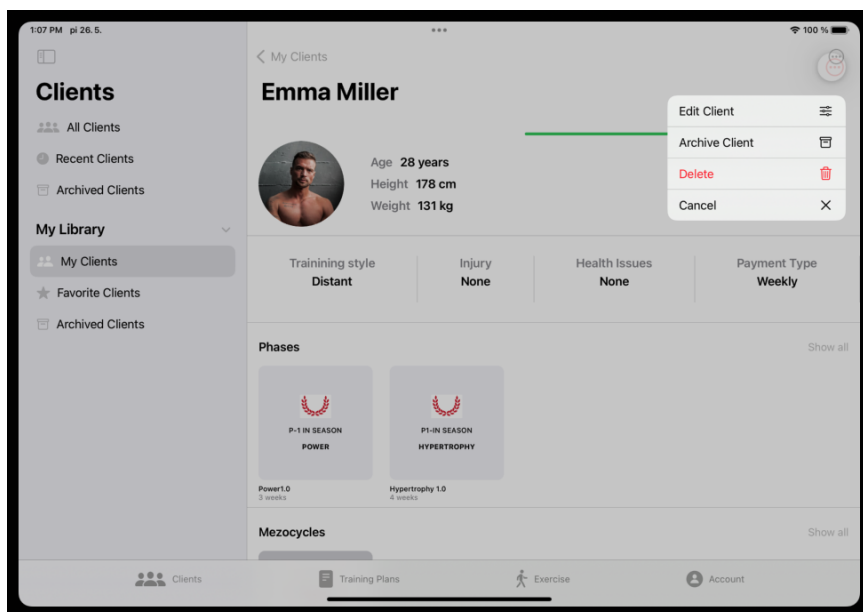 1:07 PM pi 26. 5.
100 %
Clients
All Clients
Recent Clients
Archived Clients
My Library
My Clients
Favorite Clients
Archived Clients
My Clients
Emma Miller
Edit Client
Archive Client
Delete
Cancel
Age 28 years
Height 178 cm
Weight 131 kg
Trainining style
Distant
Injury
None
Health Issues
None
Payment Type
Weekly
Phases
Show all
P-1 IN SEASON
POWER
P1-IN SEASON
HYPERTROPHY
Power1.0
3 weeks
Hypertrophy 1.0
4 weeks
Mezocycles
Show all
Clients
Training Plans
Exercise
Account